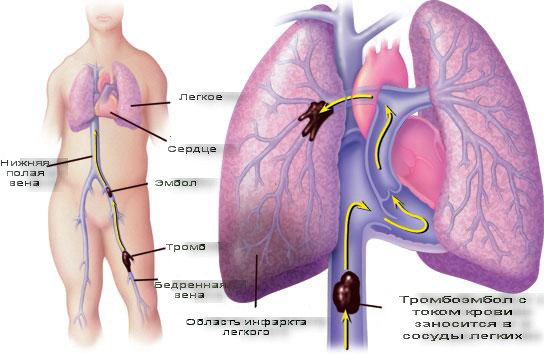 Легкое
Сердце
Нижняя
полая
вена
Эмбол
Тромб
Бедренная
вена
Область инфаркта
легкого
Тромбоэмбол с
током крови
заносится в
сосуды легких